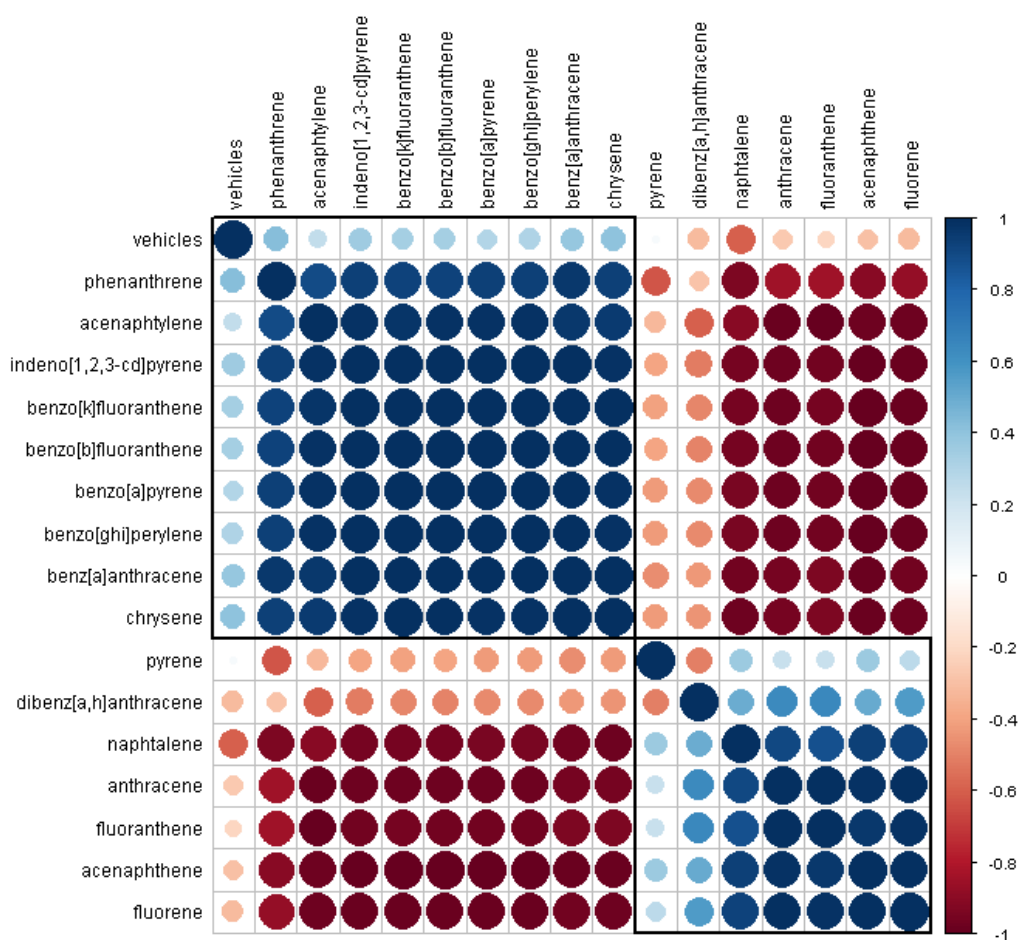 vehicles
phenanthrene
acenaphtylene
indeno[1,2,3-cd]pyrene
benzo[k]fluoranthene
benzo[b]fluoranthene
benzo[a]pyrene
benzo[ghi]perylene
benz[a]anthracene
chrysene
pyrene
dibenz[a,h]anthracene
naphtalene
anthracene
fluoranthene
acenaphthene
fluorene
vehicles
phenanthrene
acenaphtylene
indeno[1,2,3-cd]pyrene
benzo[k]fluoranthene
benzo[b]fluoranthene
benzo[a]pyrene
benzo[ghi]perylene
benz[a]anthracene
chrysene
pyrene
dibenz[a,h]anthracene
naphtalene
anthracene
fluoranthene
acenaphthene
fluorene
1
0.8
0.6
0.4
0.2
0
-0.2
-0.4
-0.6
-0.8
-1